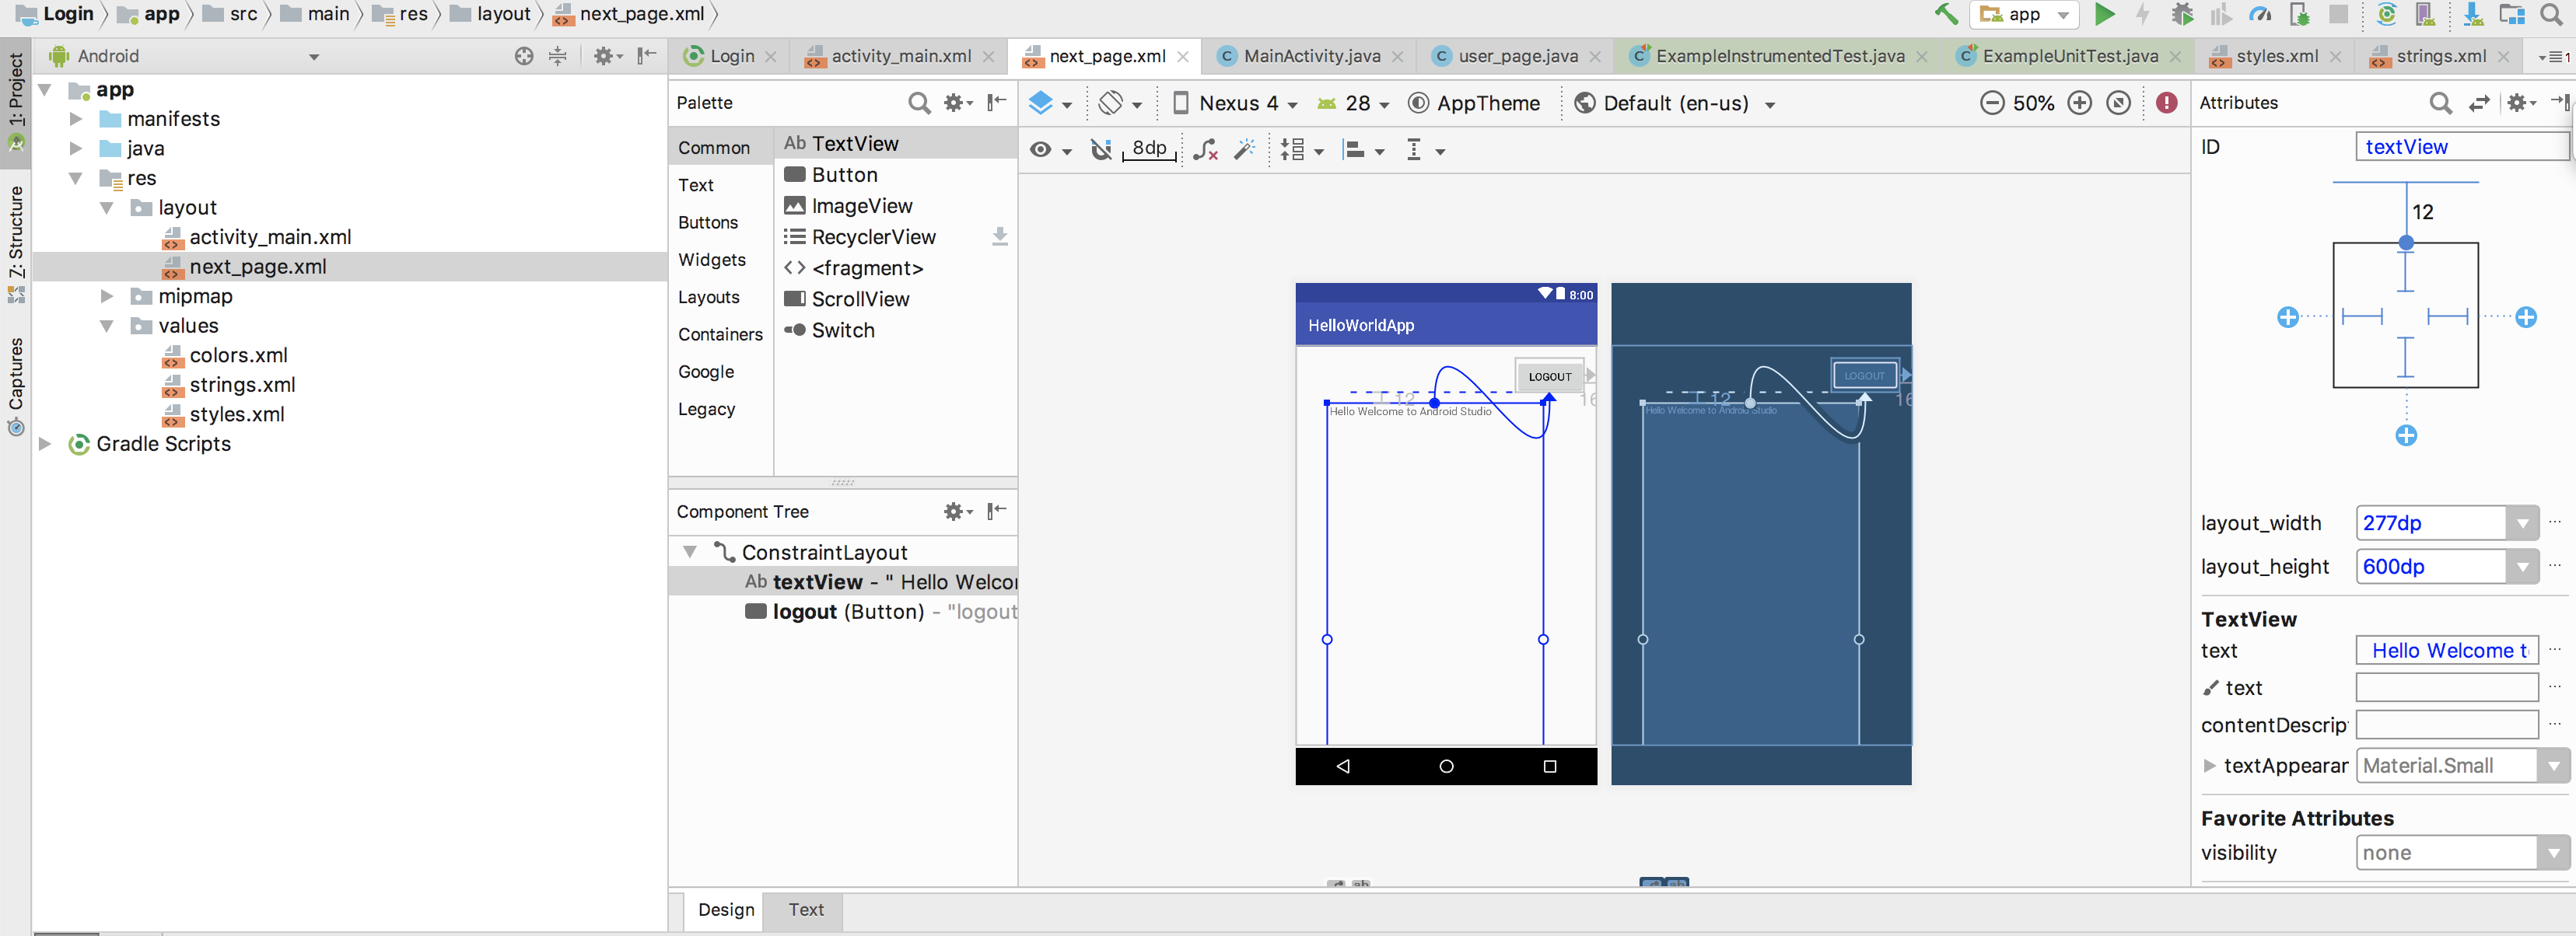 Login app src main res layout next_page.xml app
1: Project
Z: Structure
Captures
Android
app
manifests
java
res
layout
activity_main.xml
next_page.xml
mipmap
values
colors.xml
strings.xml
styles.xml
Gradle Scripts
Login activity_main.xml next_page.xml MainActivity.java user_page.java ExampleInstrumentedTest.java ExampleUnitTest.java styles.xml strings.xml 1
Palette
Common
Text
Buttons
Widgets
Layouts
Containers
Google
Legacy
Ab TextView
Button
ImageView
RecyclerView
<fragment>
ScrollView
Switch
Component Tree
ConstraintLayout
Ab textView - " Hello Welco
logout (Button) - "logout
Nexus 4 28 AppTheme Default (en-us) 50%
8dp
8:00
HelloWorldApp
LOGOUT
12
16
Hello Welcome to Android Studio
LOGOUT
12
16
Hello Welcome to Android Studio
Design Text
Attributes
ID textView
12
layout_width 277dp
layout_height 600dp
TextView
text Hello Welcome t
text
contentDescrip
textAppearar Material.Small
Favorite Attributes
visibility none